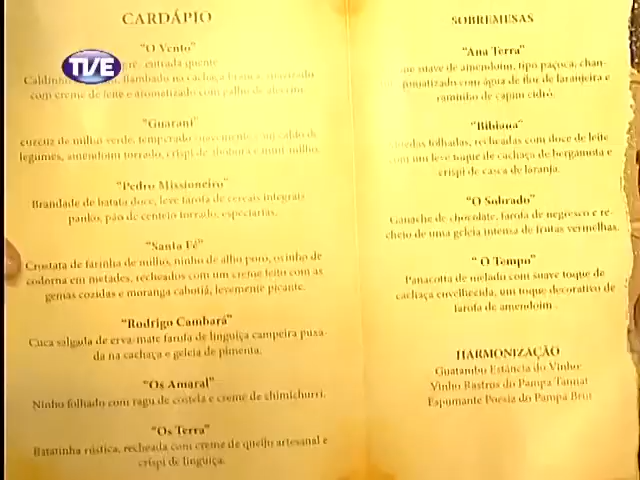 CARDÁPIO
"O Vento"
TVE
entrada quente
Caldinho flambado na cachaça
com creme de leite e aromatizado com palho de alecrim.
"Guarani"
cuzcuz de milho verde, temperado suavemente caldo de
legumes, amendoim torrado, crispi de abobora e mini milho.
"Pedro Missioneiro"
Brandade de batata doce, leve farofa de cereais integrais
panko, pão de centeio torrado, especiarias.
"Santa Fé"
Crostata de farinha de milho, ninho de alho poro, ovinho de
codorna em metades, recheados com um creme feito com as
gemas cozidas e moranga cabotiá, levemente picante.
"Rodrigo Cambará"
Cuca salgada de erva-mate farofa de linguiça campeira puxa-
da na cachaça e geleia de pimenta.
"Os Amaral"
Ninho folhado com ragu de costela e creme de chimichurri.
"Os Terra"
Batatinha rústica, recheada com creme de queijo artesanal e
crispi de linguiça.
SOBREMESAS
"Ana Terra"
suave de amendoim, tipo paçoca, chan-
aromatizado com água de flor de laranjeira e
raminho de capim cidró.
"Bibiana"
folhadas, recheadas com doce de leite
com um leve toque de cachaça de bergamota e
crispi de casca de laranja.
"O Sobrado"
Ganache de chocolate, farofa de negresco e re-
cheio de uma geleia intensa de frutas vermelhas.
" O Tempo"
Panacotta de melado com suave toque de
cachaça envelhecida, um toque decorativo de
farofa de amendoim.
HARMONIZAÇÃO
Guatambu Estância do Vinho
Vinho Rastros do Pampa Tannat
Espumante Poesia do Pampa Brut